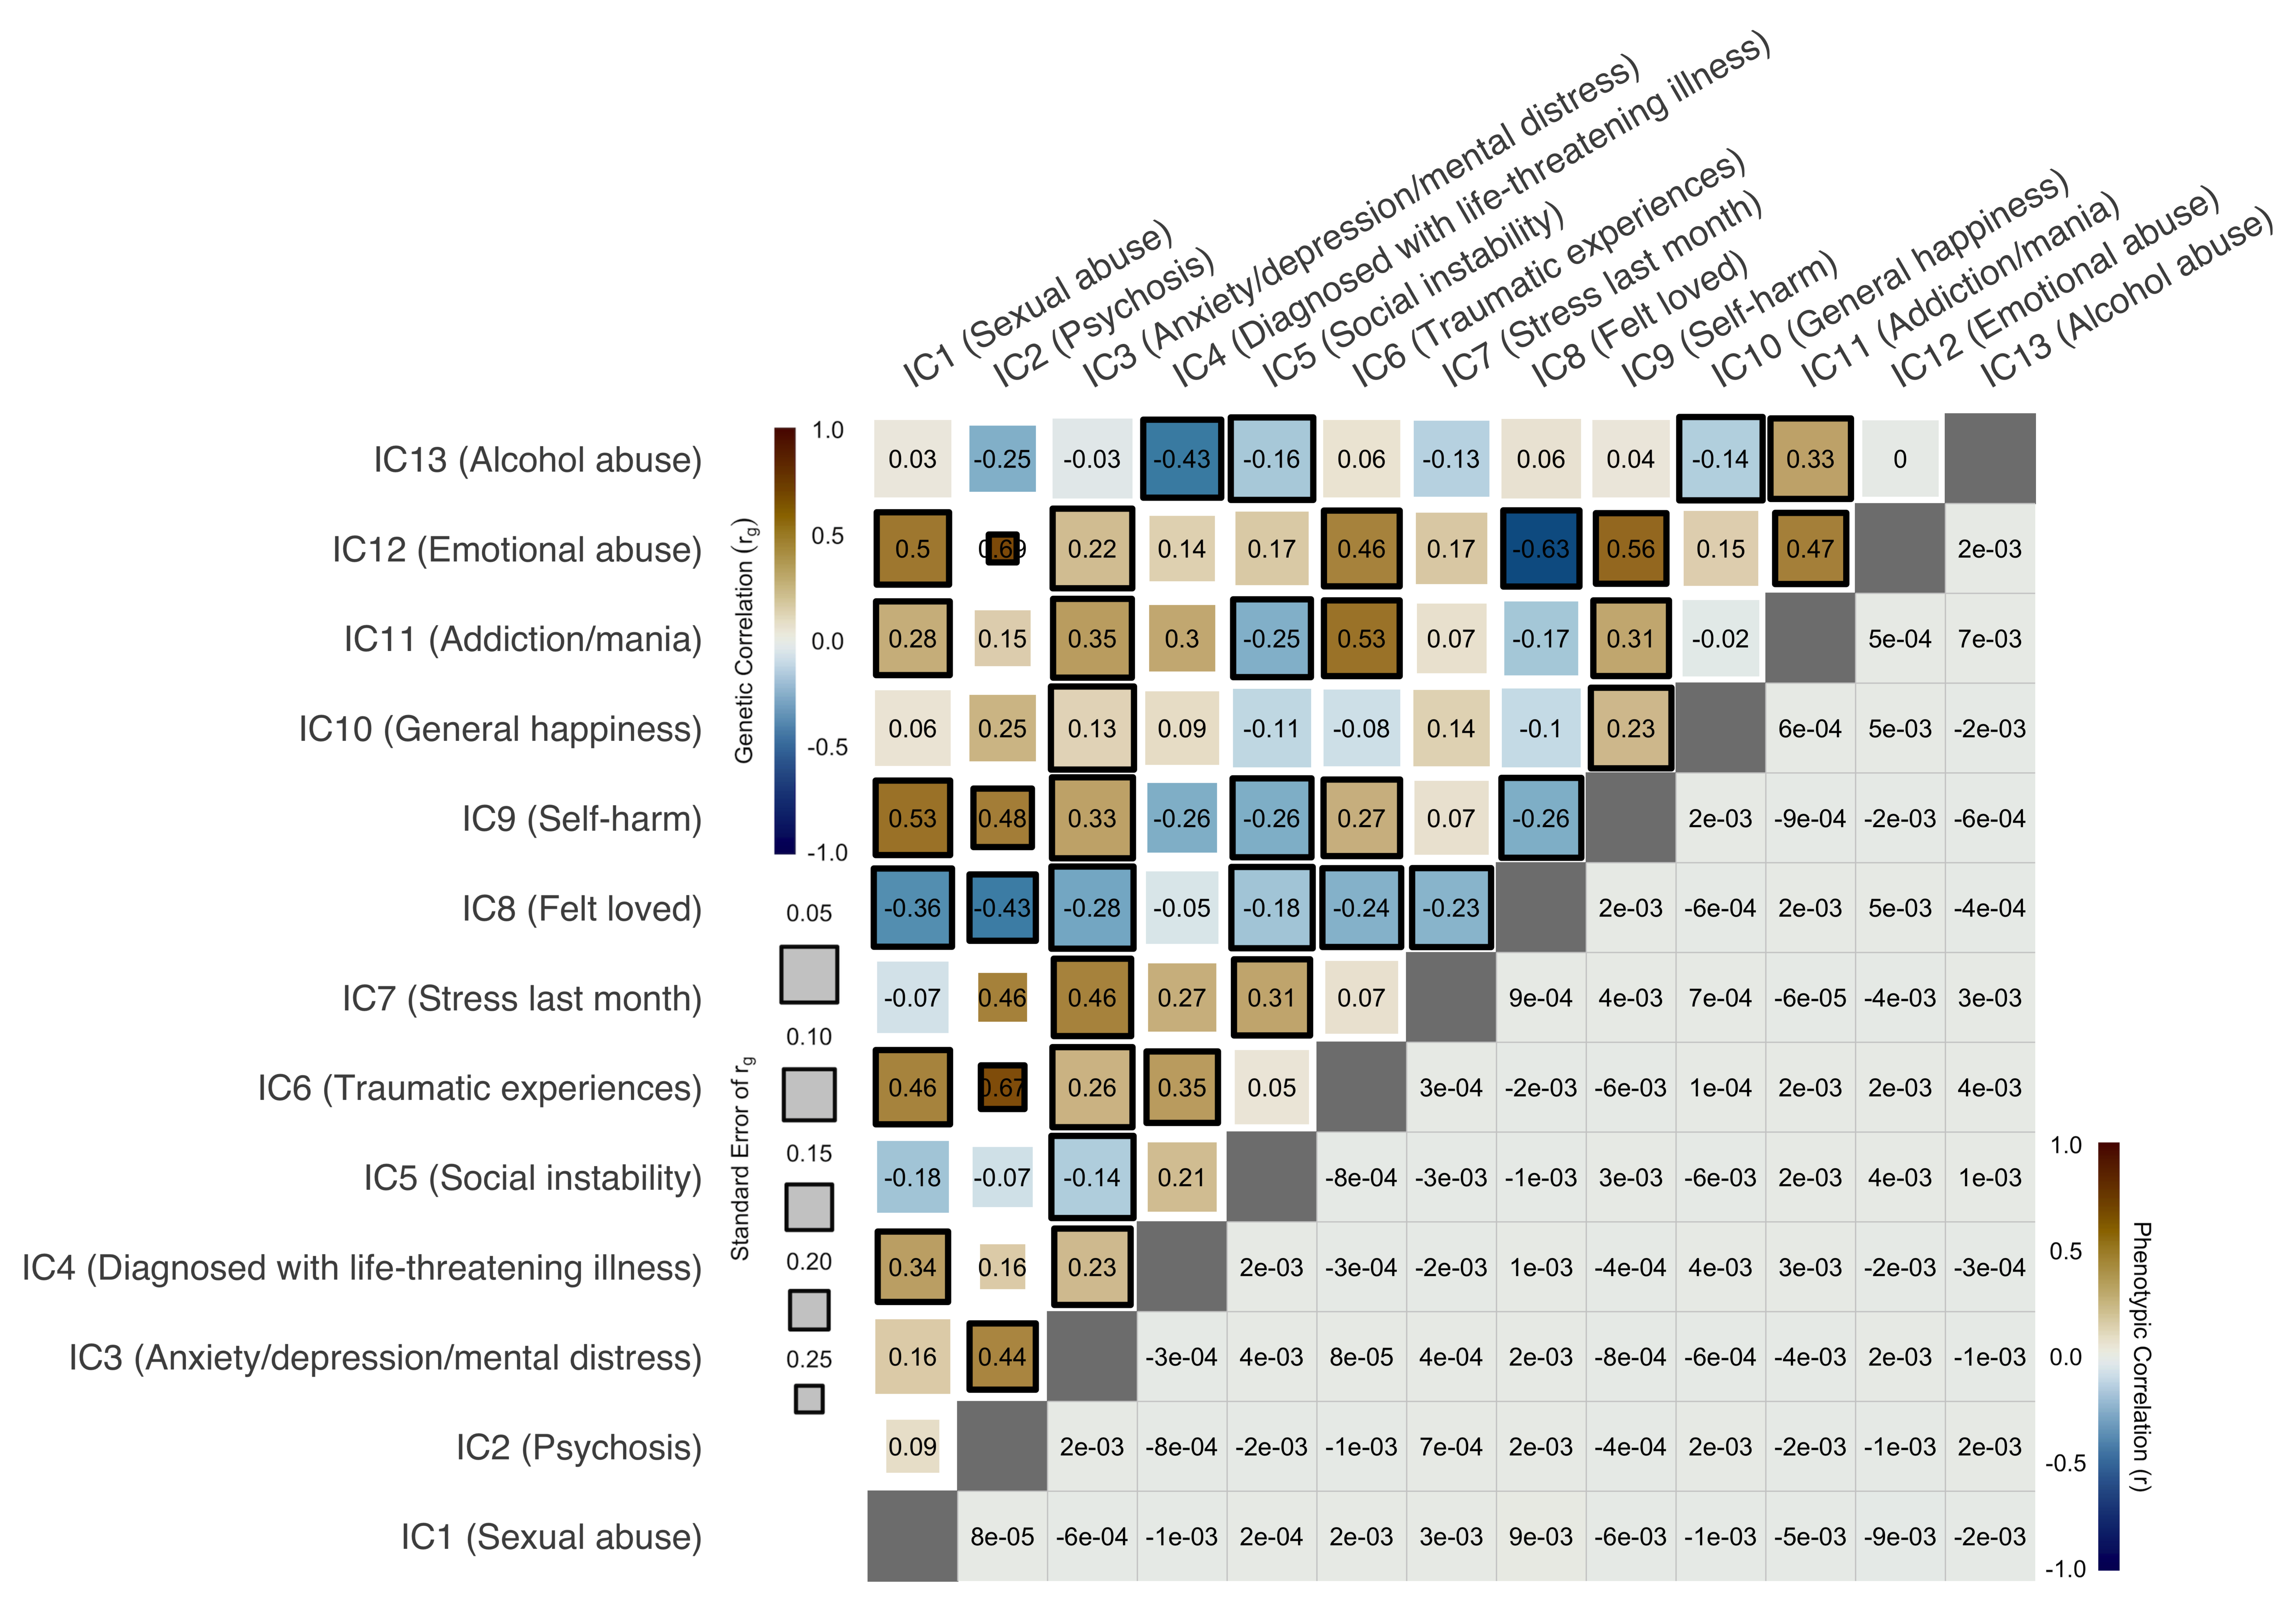 IC1 (Sexual abuse)
IC2 (Psychosis)
IC3 (Anxiety/depression/mental distress)
IC4 (Diagnosed with life-threatening illness)
IC5 (Social instability)
IC6 (Traumatic experiences)
IC7 (Stress last month)
IC8 (Felt loved)
IC9 (Self-harm)
IC10 (General happiness)
IC11 (Addiction/mania)
IC12 (Emotional abuse)
IC13 (Alcohol abuse)
IC13 (Alcohol abuse) 0.03 -0.25 -0.03 -0.43 -0.16 0.06 -0.13 0.06 0.04 -0.14 0.33 0
IC12 (Emotional abuse) 0.5 0.69 0.22 0.14 0.17 0.46 0.17 -0.63 0.56 0.15 0.47 2e-03
IC11 (Addiction/mania) 0.28 0.15 0.35 0.3 -0.25 0.53 0.07 -0.17 0.31 -0.02 5e-04 7e-03
IC10 (General happiness) 0.06 0.25 0.13 0.09 -0.11 -0.08 0.14 -0.1 0.23 6e-04 5e-03 -2e-03
IC9 (Self-harm) 0.53 0.48 0.33 -0.26 -0.26 0.27 0.07 -0.26 2e-03 -9e-04 -2e-03 -6e-04
IC8 (Felt loved) -0.36 -0.43 -0.28 -0.05 -0.18 -0.24 -0.23 2e-03 -6e-04 2e-03 5e-03 -4e-04
IC7 (Stress last month) -0.07 0.46 0.46 0.27 0.31 0.07 9e-04 4e-03 7e-04 -6e-05 -4e-03 3e-03
IC6 (Traumatic experiences) 0.46 0.67 0.26 0.35 0.05 3e-04 -2e-03 -6e-03 1e-04 2e-03 2e-03 4e-03
IC5 (Social instability) -0.18 -0.07 -0.14 0.21 -8e-04 -3e-03 -1e-03 3e-03 -6e-03 2e-03 4e-03 1e-03
IC4 (Diagnosed with life-threatening illness) 0.34 0.16 0.23 2e-03 -3e-04 -2e-03 1e-03 -4e-04 4e-03 3e-03 -2e-03 -3e-04
IC3 (Anxiety/depression/mental distress) 0.16 0.44 -3e-04 4e-03 8e-05 4e-04 2e-03 -8e-04 -6e-04 -4e-03 2e-03 -1e-03
IC2 (Psychosis) 0.09 2e-03 -8e-04 -2e-03 -1e-03 7e-04 2e-03 -4e-04 2e-03 -2e-03 -1e-03 2e-03
IC1 (Sexual abuse) 8e-05 -6e-04 -1e-03 2e-04 2e-03 3e-03 9e-03 -6e-03 -1e-03 -5e-03 -9e-03 -2e-03
Genetic Correlation (rg)
1.0
0.5
0.0
-0.5
-1.0
Standard Error of rg
0.05
0.10
0.15
0.20
0.25
Phenotypic Correlation (r)
1.0
0.5
0.0
-0.5
-1.0